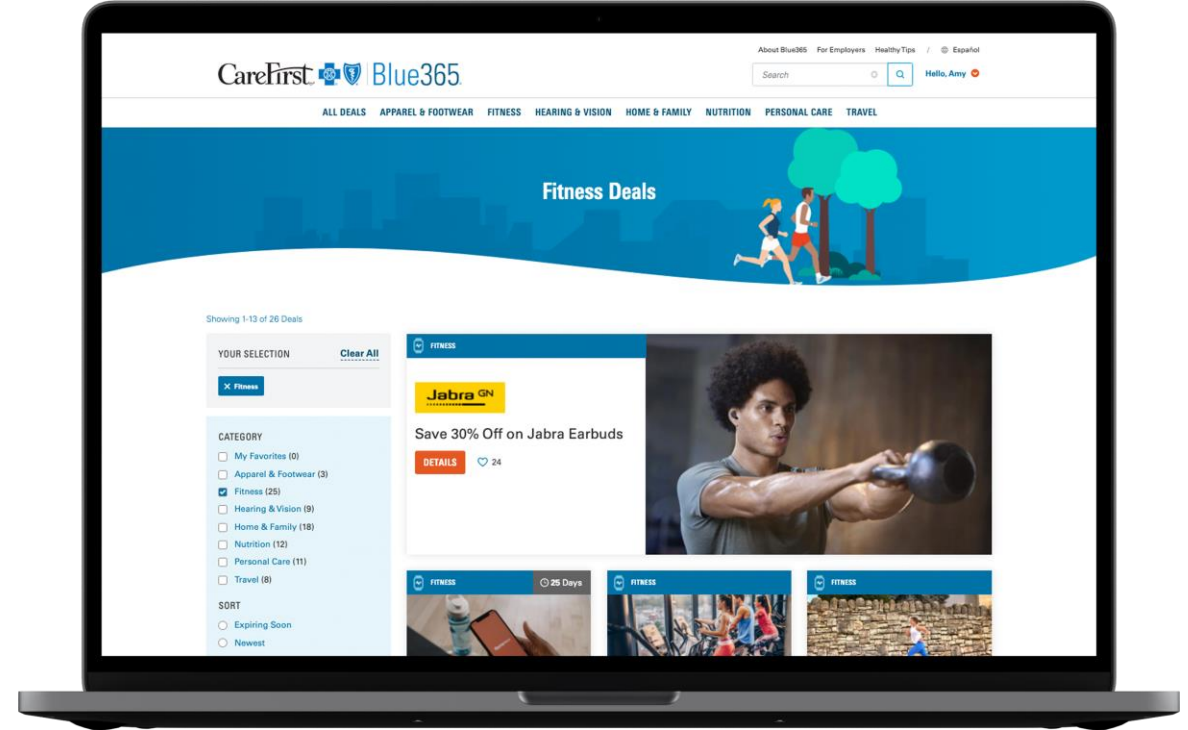 About Blue365 For Employers Healthy Tips / Español
CareFirst Blue365.
Search
Hello, Amy
ALL DEALS APPAREL & FOOTWEAR FITNESS HEARING & VISION HOME & FAMILY NUTRITION PERSONAL CARE TRAVEL
Fitness Deals
Showing 1-13 of 26 Deals
YOUR SELECTION Clear All
X Fitness
CATEGORY
My Favorites (0)
Apparel & Footwear (3)
Fitness (25)
Hearing & Vision (9)
Home & Family (18)
Nutrition (12)
Personal Care (11)
Travel (8)
SORT
Expiring Soon
Newest
FITNESS
Jabra GN
Save 30% Off on Jabra Earbuds
DETAILS 24
FITNESS 25 Days
FITNESS
FITNESS